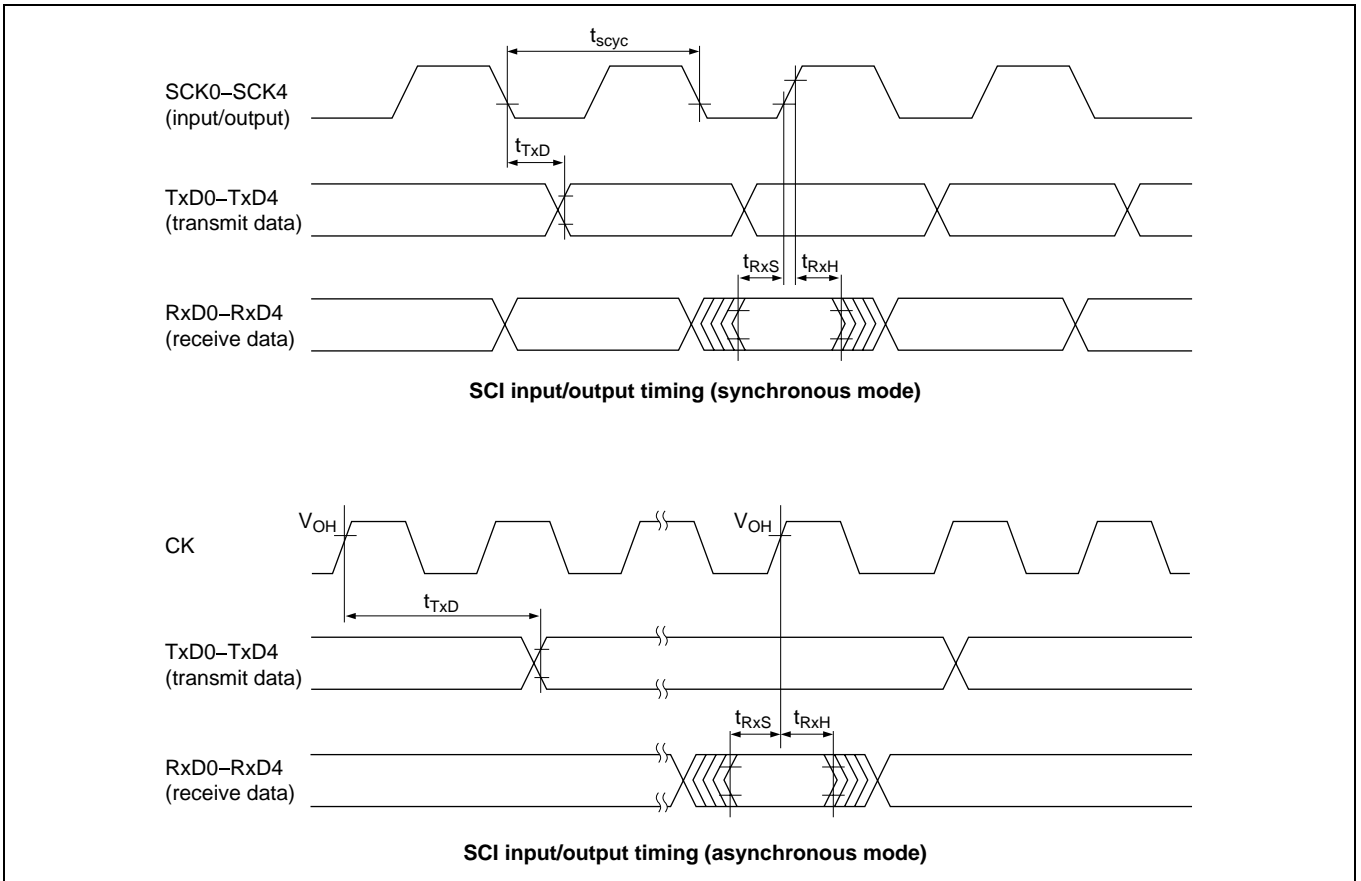 tscyc
SCK0–SCK4
(input/output)
tTxD
TxD0–TxD4
(transmit data)
tRxS tRxH
RxD0–RxD4
(receive data)
SCI input/output timing (synchronous mode)
VOH VOH
CK
tTxD
TxD0–TxD4
(transmit data)
tRxS tRxH
RxD0–RxD4
(receive data)
SCI input/output timing (asynchronous mode)